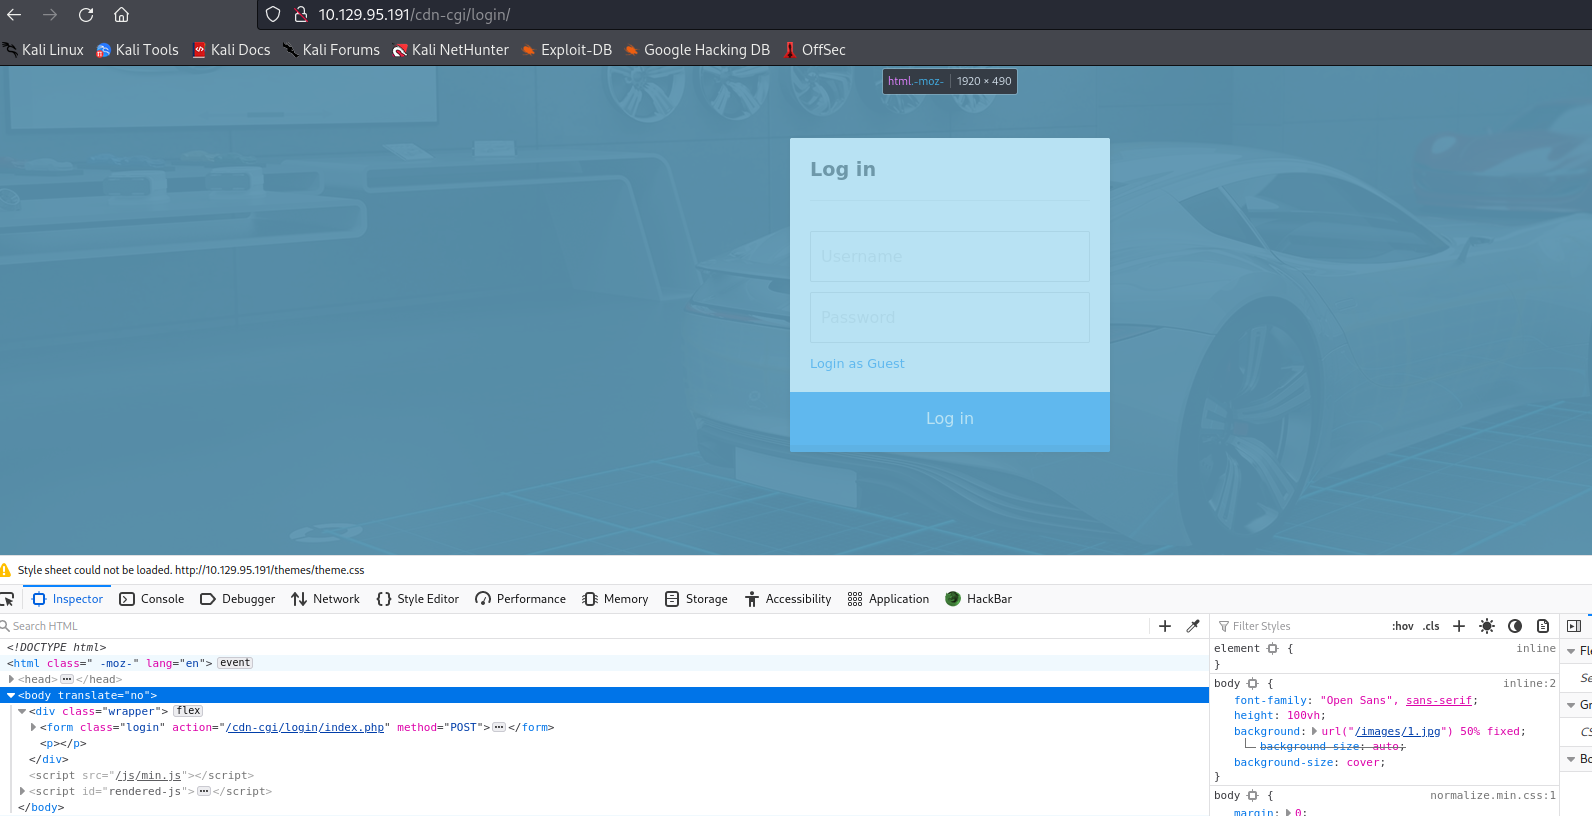 10.129.95.191/cdn-cgi/login/
Kali Linux Kali Tools Kali Docs Kali Forums Kali NetHunter Exploit-DB Google Hacking DB OffSec
html.-moz- 1920 × 490
Log in
Username
Password
Login as Guest
Log in
Style sheet could not be loaded. http://10.129.95.191/themes/theme.css
Inspector Console Debugger Network Style Editor Performance Memory Storage Accessibility Application HackBar
Search HTML
Filter Styles :hov .cls
<!DOCTYPE html>
<html class=" -moz-" lang="en"> event
<head> ··· </head>
<body translate="no">
<div class="wrapper"> flex
<form class="login" action="/cdn-cgi/login/index.php" method="POST"> ··· </form>
<p></p>
</div>
<script src="/js/min.js"></script>
<script id="rendered-js"> ··· </script>
</body>
element { inline
}
body { inline:2
font-family: "Open Sans", sans-serif;
height: 100vh;
background: url("/images/1.jpg") 50% fixed;
background-size: auto;
background-size: cover;
}
body { normalize.min.css:1
margin: 0;